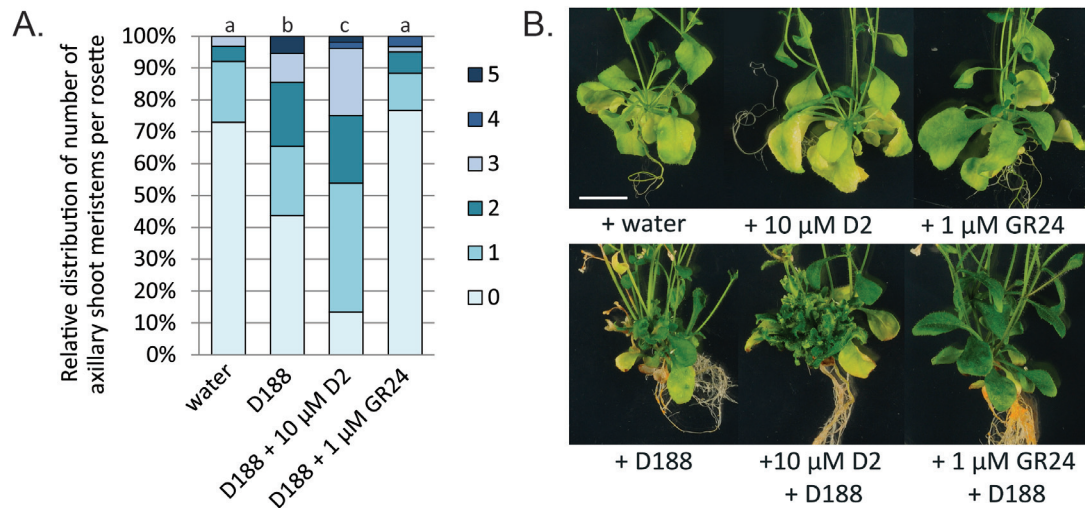 A.
Relative distribution of number of
axillary shoot meristems per rosette
100%
90%
80%
70%
60%
50%
40%
30%
20%
10%
0%
a
b
c
a
water
D188
D188 + 10 µM D2
D188 + 1 µM GR24
5
4
3
2
1
0
B.
+ water
+ 10 µM D2
+ 1 µM GR24
+ D188
+10 µM D2
+ D188
+ 1 µM GR24
+ D188